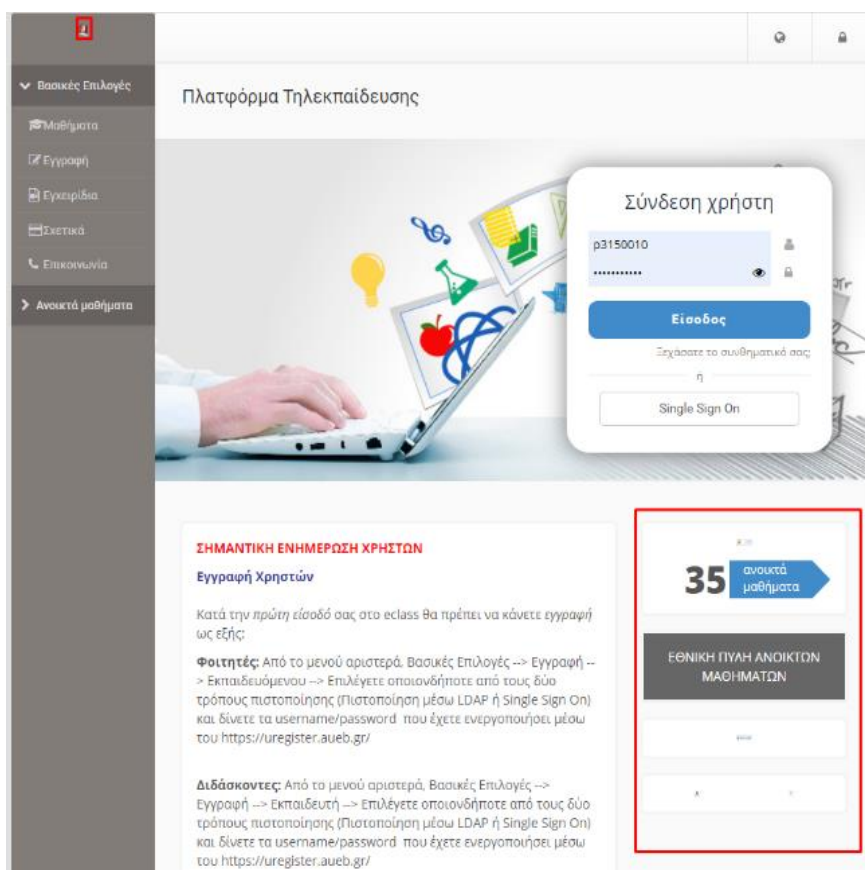 Βασικές Επιλογές
Μαθήματα
Εγγραφή
Εγχειρίδια
Σχετικά
Επικοινωνία
Ανοικτά μαθήματα
Πλατφόρμα Τηλεκπαίδευσης
Σύνδεση χρήστη
p3150010
Είσοδος
Ξεχάσατε το συνθηματικό σας;
ή
Single Sign On
ΣΗΜΑΝΤΙΚΗ ΕΝΗΜΕΡΩΣΗ ΧΡΗΣΤΩΝ
Εγγραφή Χρηστών
Κατά την πρώτη είσοδό σας στο eclass θα πρέπει να κάνετε εγγραφή
ως εξής:
Φοιτητές: Από το μενού αριστερά, Βασικές Επιλογές --> Εγγραφή --
> Εκπαιδευόμενου --> Επιλέγετε οποιονδήποτε από τους δύο
τρόπους πιστοποίησης (Πιστοποίηση μέσω LDAP ή Single Sign On)
και δίνετε τα username/password που έχετε ενεργοποιήσει μέσω
του https://uregister.aueb.gr/
Διδάσκοντες: Από το μενού αριστερά, Βασικές Επιλογές -->
Εγγραφή --> Εκπαιδευτή --> Επιλέγετε οποιονδήποτε από τους δύο
τρόπους πιστοποίησης (Πιστοποίηση μέσω LDAP ή Single Sign On)
και δίνετε τα username/password που έχετε ενεργοποιήσει μέσω
του https://uregister.aueb.gr/
35 ανοικτά
μαθήματα
ΕΘΝΙΚΗ ΠΥΛΗ ΑΝΟΙΚΤΩΝ
ΜΑΘΗΜΑΤΩΝ